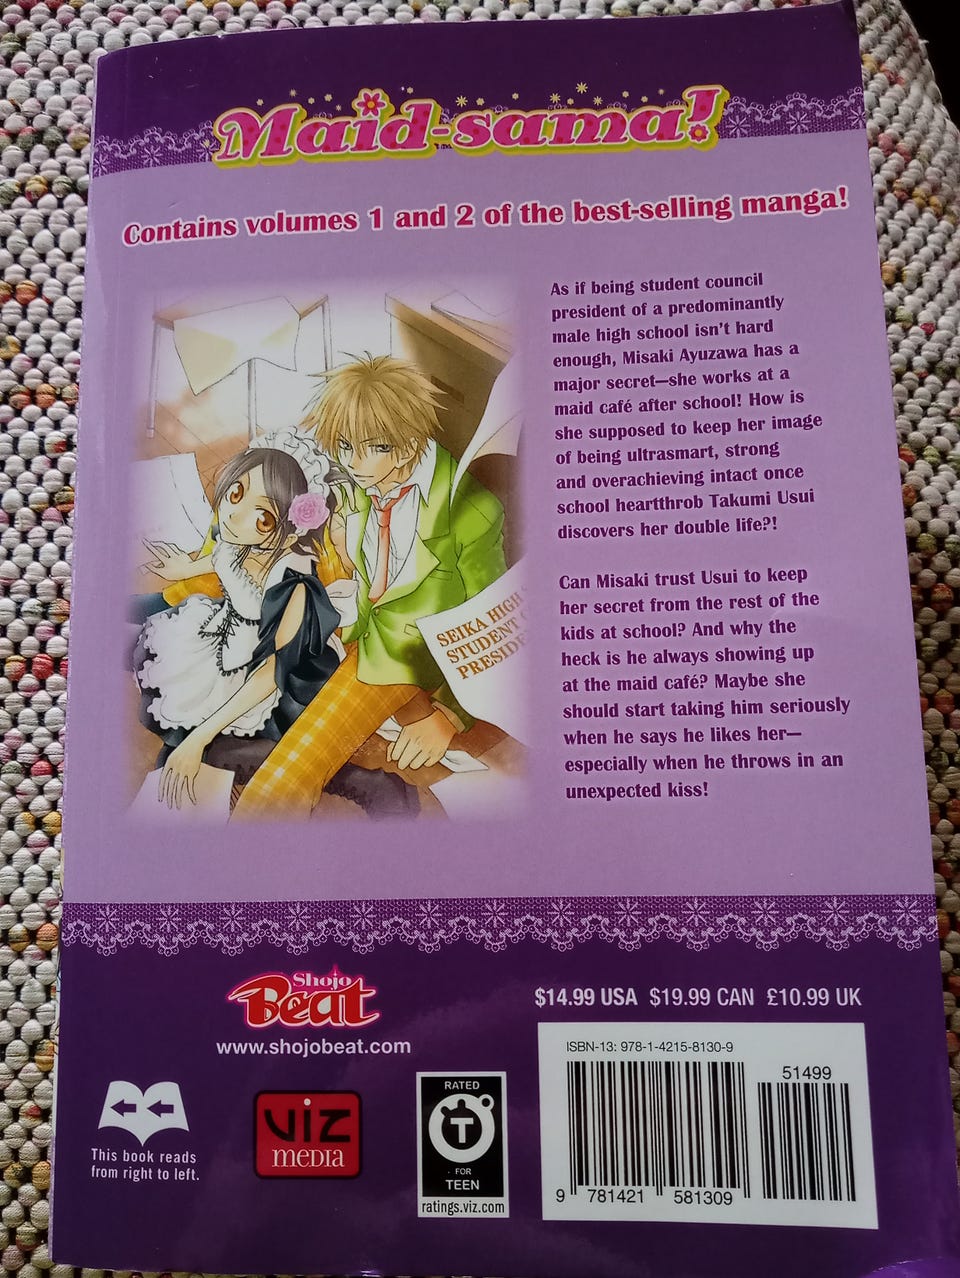 Maid-sama!
Contains volumes 1 and 2 of the best-selling manga!
As if being student council
president of a predominantly
male high school isn't hard
enough, Misaki Ayuzawa has a
major secret—she works at a
maid café after school! How is
she supposed to keep her image
of being ultrasmart, strong
and overachieving intact once
school heartthrob Takumi Usui
discovers her double life?!
Can Misaki trust Usui to keep
her secret from the rest of the
kids at school? And why the
heck is he always showing up
at the maid café? Maybe she
should start taking him seriously
when he says he likes her—
especially when he throws in an
unexpected kiss!
SEIKA HIGH
STUDENT
PRESIDE
Shojo
Beat
www.shojobeat.com
$14.99 USA $19.99 CAN £10.99 UK
ISBN-13: 978-1-4215-8130-9
51499
9 781421 581309
This book reads
from right to left.
VIZ
MEDIA
RATED
T
FOR
TEEN
ratings.viz.com